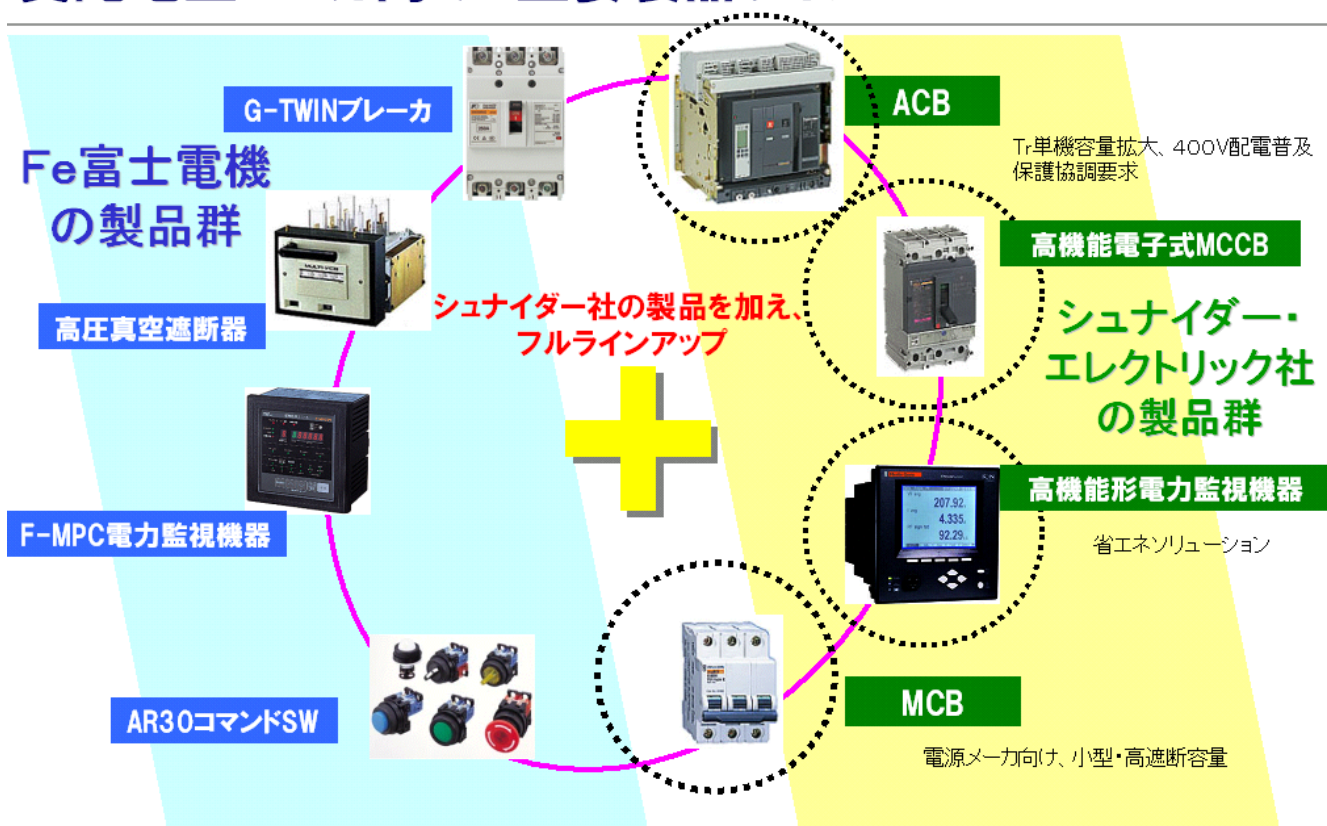 G-TWINブレーカ
ACB
Tr単機容量拡大、400V配電普及
保護協調要求
Fe富士電機
の製品群
高機能電子式MCCB
シュナイダー社の製品を加え、
フルラインアップ
高圧真空遮断器
シュナイダー・
エレクトリック社
の製品群
高機能形電力監視機器
207.92.
4.335.
92.29
F-MPC電力監視機器
省エネソリューション
AR30コマンドSW
MCB
電源メーカ向け、小型・高遮断容量